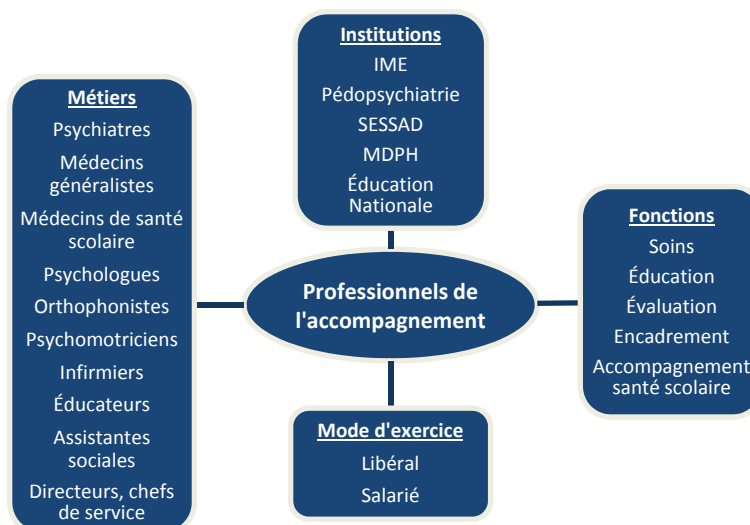 Institutions
IME
Pédopsychiatrie
SESSAD
MDPH
Éducation
Nationale
Métiers
Psychiatres
Médecins
généralistes
Médecins de santé
scolaire
Psychologues
Orthophonistes
Psychomotriciens
Infirmiers
Éducateurs
Assistantes
sociales
Directeurs, chefs
de service
Professionnels de
l'accompagnement
Fonctions
Soins
Éducation
Évaluation
Encadrement
Accompagnement
santé scolaire
Mode d'exercice
Libéral
Salarié